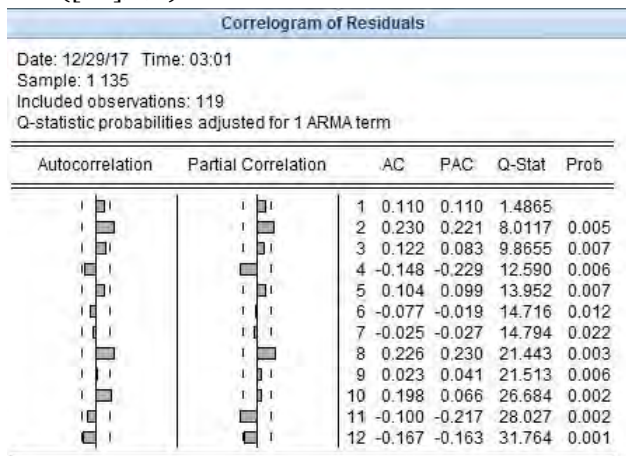 Correlogram of Residuals
Date: 12/29/17 Time: 03:01
Sample: 1 135
Included observations: 119
Q-statistic probabilities adjusted for 1 ARMA term
Autocorrelation Partial Correlation AC PAC Q-Stat Prob
1 0.110 0.110 1.4865
2 0.230 0.221 8.0117 0.005
3 0.122 0.083 9.8655 0.007
4 -0.148 -0.229 12.590 0.006
5 0.104 0.099 13.952 0.007
6 -0.077 -0.019 14.716 0.012
7 -0.025 -0.027 14.794 0.022
8 0.226 0.230 21.443 0.003
9 0.023 0.041 21.513 0.006
10 0.198 0.066 26.684 0.002
11 -0.100 -0.217 28.027 0.002
12 -0.167 -0.163 31.764 0.001